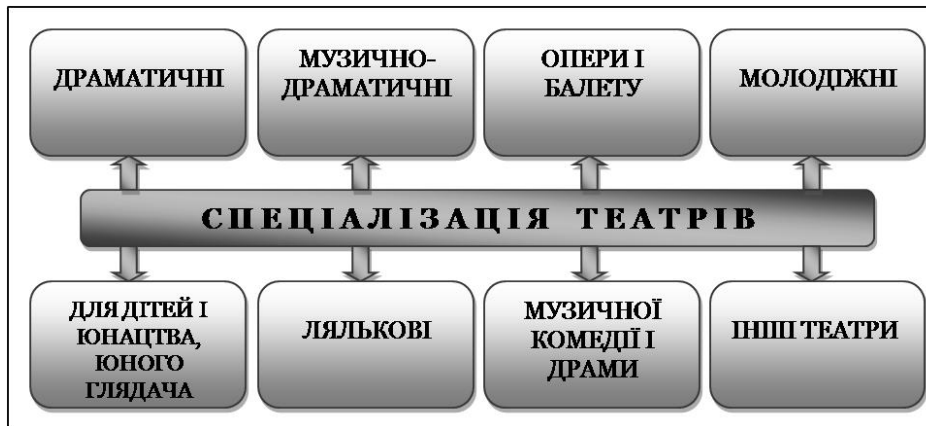 ДРАМАТИЧНІ
МУЗИЧНО-
ДРАМАТИЧНІ
ОПЕРИ І
БАЛЕТУ
МОЛОДІЖНІ
СПЕЦІАЛІЗАЦІЯ ТЕАТРІВ
ДЛЯ ДІТЕЙ І
ЮНАЦТВА,
ЮНОГО
ГЛЯДАЧА
ЛЯЛЬКОВІ
МУЗИЧНОЇ
КОМЕДІЇ І
ДРАМИ
ІНШІ ТЕАТРИ